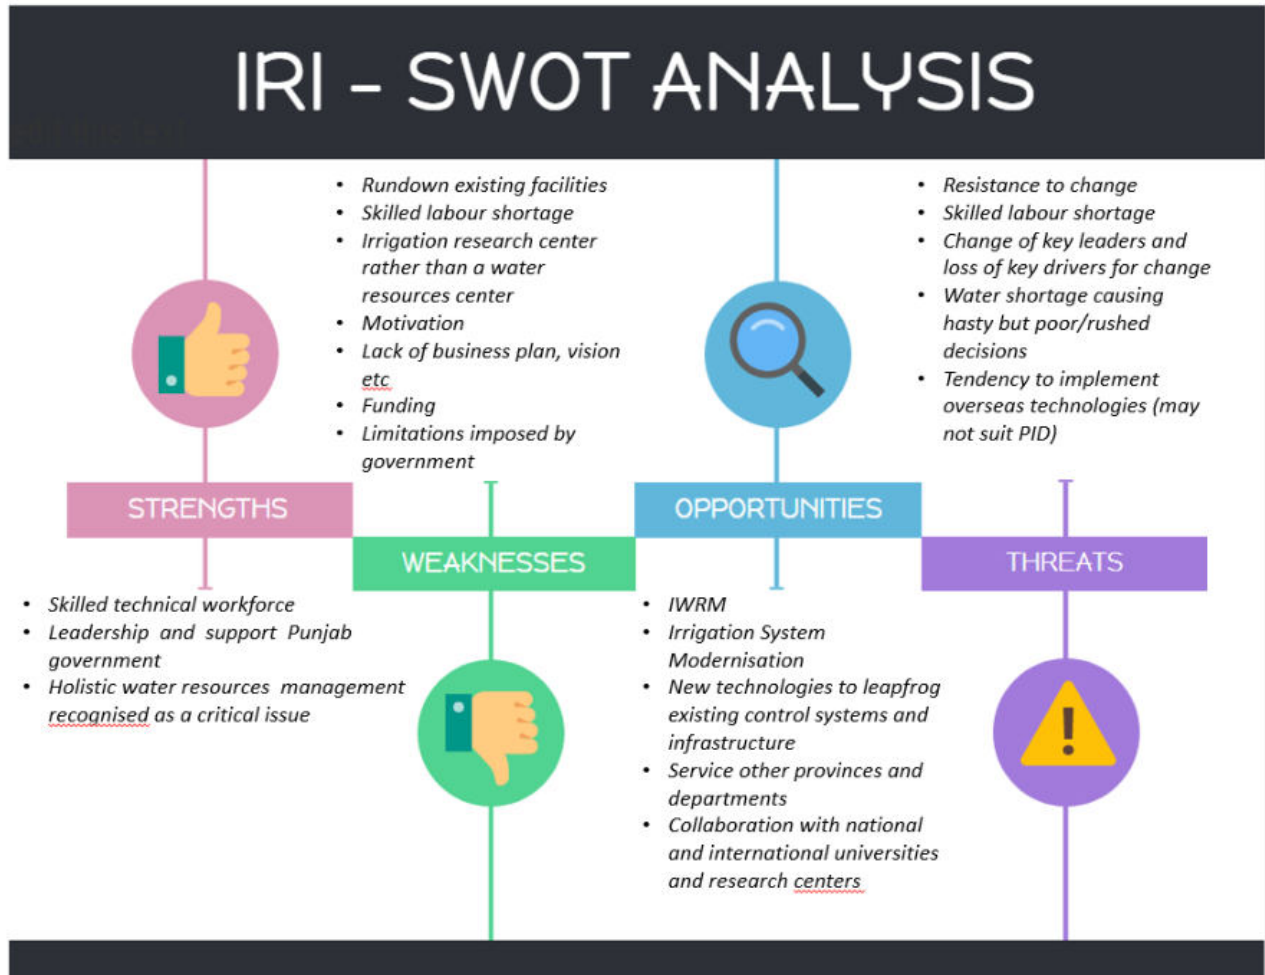 IRI - SWOT ANALYSIS
edit this text
• Rundown existing facilities
• Skilled labour shortage
• Irrigation research center
rather than a water
resources center
• Motivation
• Lack of business plan, vision
etc
• Funding
• Limitations imposed by
government
• Resistance to change
• Skilled labour shortage
• Change of key leaders and
loss of key drivers for change
• Water shortage causing
hasty but poor/rushed
decisions
• Tendency to implement
overseas technologies (may
not suit PID)
STRENGTHS
WEAKNESSES
OPPORTUNITIES
THREATS
• Skilled technical workforce
• Leadership and support Punjab
government
• Holistic water resources management
recognised as a critical issue
• IWRM
• Irrigation System
Modernisation
• New technologies to leapfrog
existing control systems and
infrastructure
• Service other provinces and
departments
• Collaboration with national
and international universities
and research centers